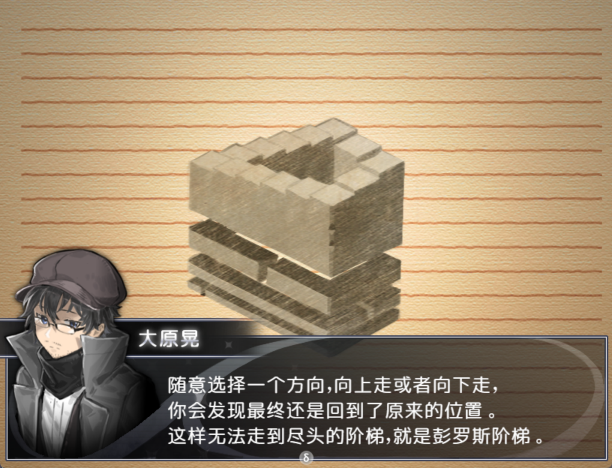 大原晃
随意选择一个方向,向上走或者向下走,
你会发现最终还是回到了原来的位置。
这样无法走到尽头的阶梯,就是彭罗斯阶梯。